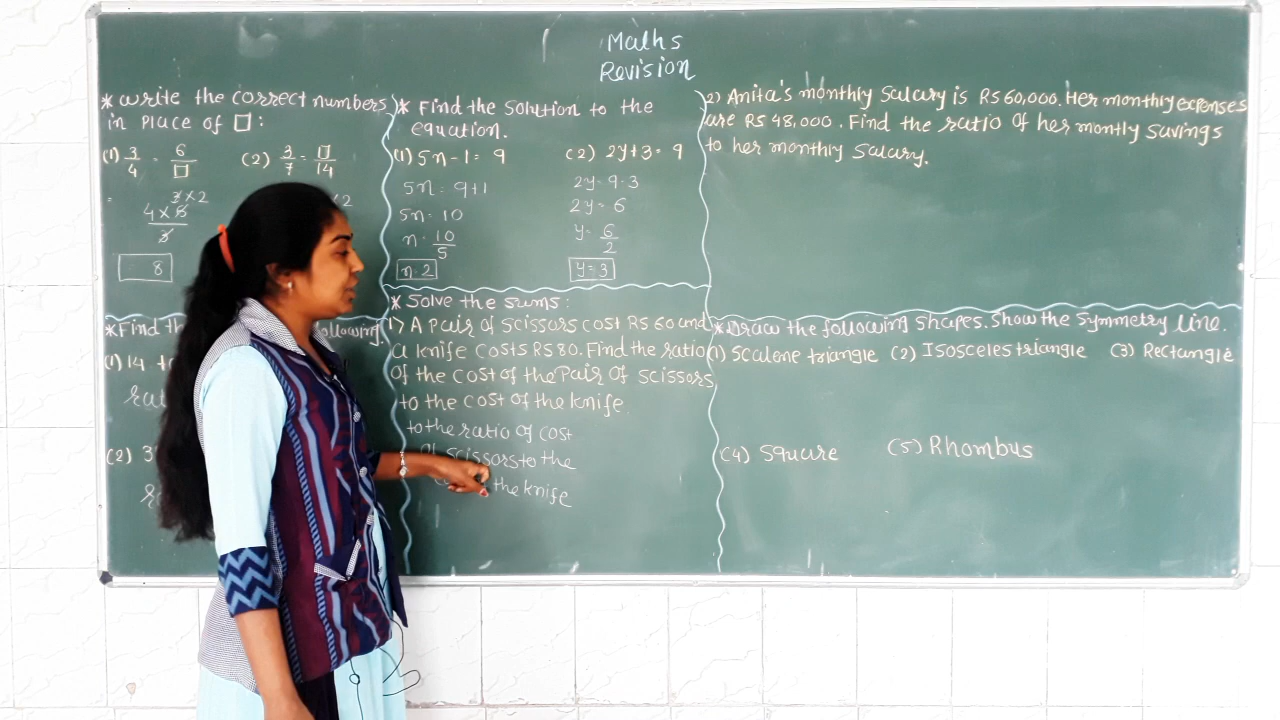 Maths
Revision
* Write the correct numbers
in place of □ :
(1) 3/4 = 6/□ (2) 3/7 = □/14
= 3×2
4×6
3
×2
= 8
* Find the following.
(1) 14 to
(2) 3
* Find the solution to the
equation.
(1) 5n-1= 9 (2) 2y+3= 9
5n= 9+1 2y= 9-3
5n= 10 2y= 6
n= 10/5 y= 6/2
n=2 y=3
* Solve the sums:
1) A pair of scissors cost RS 60 and
a knife costs RS 80. Find the ratio
of the cost of the pair of scissors
to the cost of the knife.
to the ratio of cost
of scissors to the
the knife
2) Anita's monthly salary is RS 60,000. Her monthly expenses
are RS 48,000. Find the ratio of her montly savings
to her monthly salary.
* Draw the following shapes. Show the symmetry line.
(1) Scalene triangle (2) Isosceles triangle (3) Rectangle
(4) Square (5) Rhombus